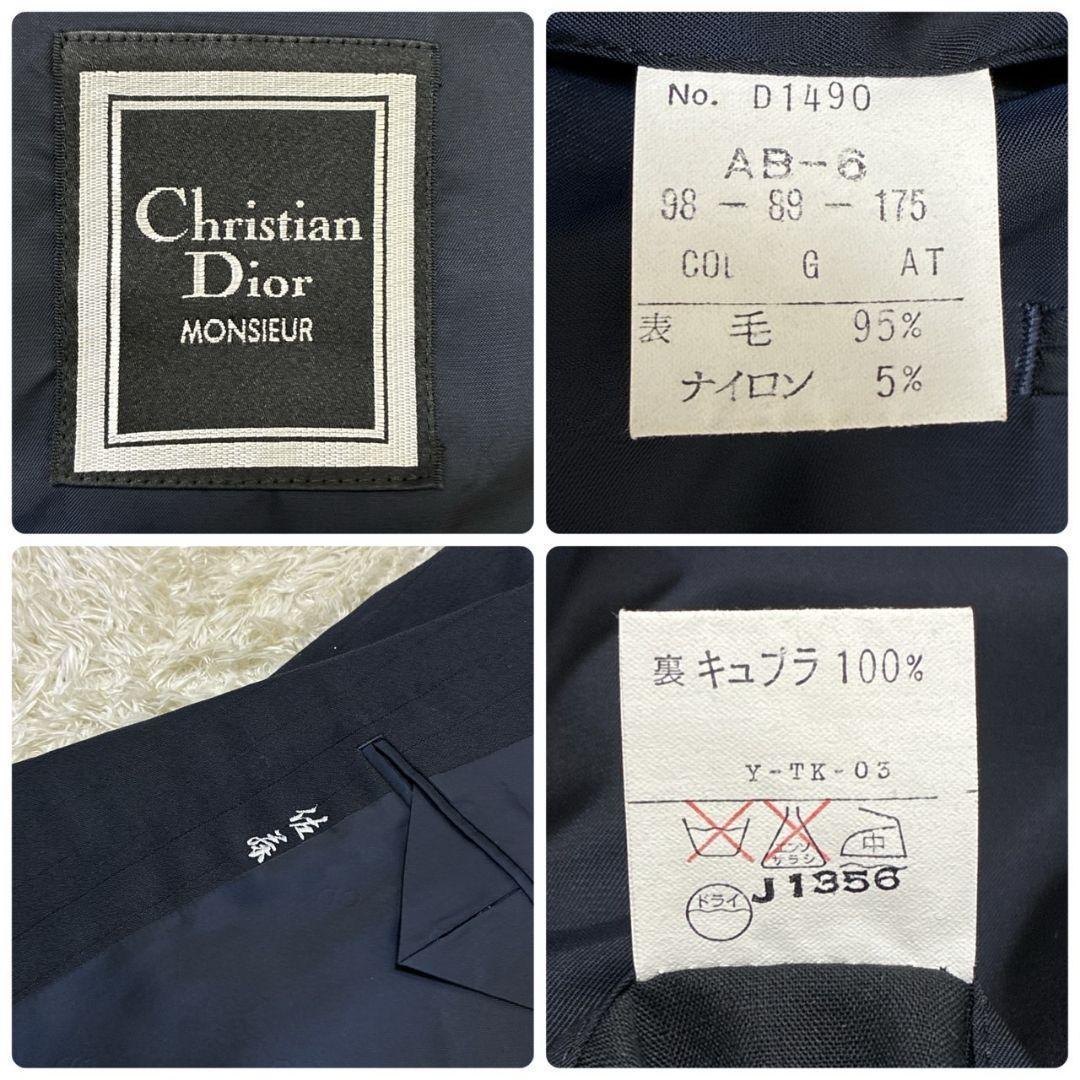 Christian
Dior
MONSIEUR
No. D1490
AB-6
98 - 89 - 175
COL G AT
表 毛 95%
ナイロン 5%
佐藤
裏 キュプラ 100%
Y-TK-03
エンソ
サラシ
中
ドライ
J1356